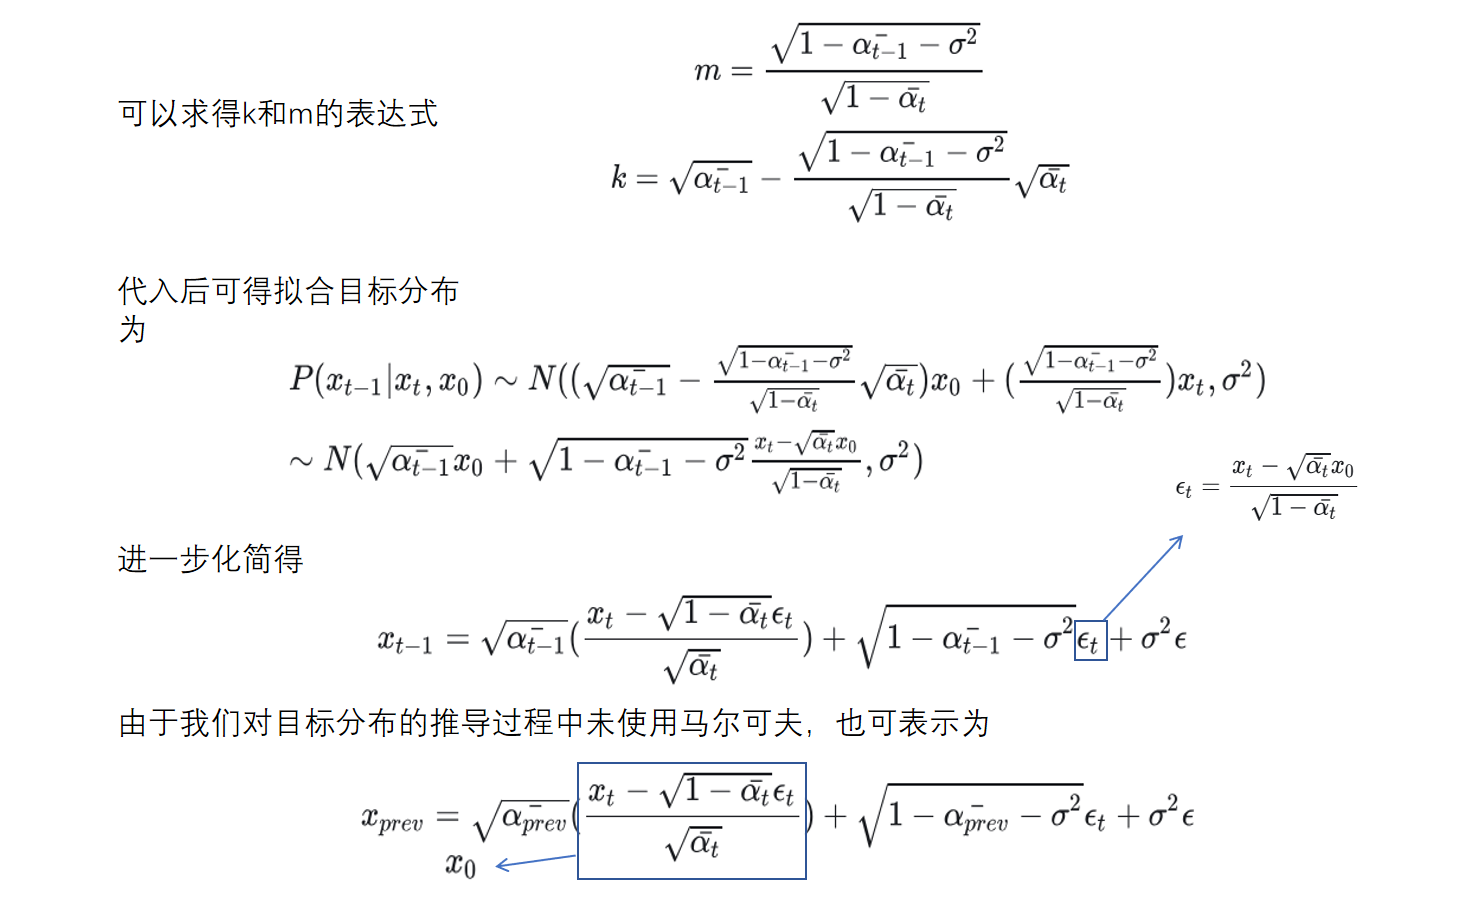 m = \frac{\sqrt{1 - \bar{\alpha_{t-1}} - \sigma^2}}{\sqrt{1 - \bar{\alpha_t}}}
可以求得k和m的表达式
k = \sqrt{\bar{\alpha_{t-1}}} - \frac{\sqrt{1 - \bar{\alpha_{t-1}} - \sigma^2}}{\sqrt{1 - \bar{\alpha_t}}} \sqrt{\bar{\alpha_t}}
代入后可得拟合目标分布
为
P(x_{t-1}|x_t, x_0) \sim N((\sqrt{\bar{\alpha_{t-1}}} - \frac{\sqrt{1 - \bar{\alpha_{t-1}} - \sigma^2}}{\sqrt{1 - \bar{\alpha_t}}} \sqrt{\bar{\alpha_t}})x_0 + (\frac{\sqrt{1 - \bar{\alpha_{t-1}} - \sigma^2}}{\sqrt{1 - \bar{\alpha_t}}})x_t, \sigma^2)
\sim N(\sqrt{\bar{\alpha_{t-1}}}x_0 + \sqrt{1 - \bar{\alpha_{t-1}} - \sigma^2} \frac{x_t - \sqrt{\bar{\alpha_t}}x_0}{\sqrt{1 - \bar{\alpha_t}}}, \sigma^2)
\epsilon_t = \frac{x_t - \sqrt{\bar{\alpha_t}}x_0}{\sqrt{1 - \bar{\alpha_t}}}
进一步化简得
x_{t-1} = \sqrt{\bar{\alpha_{t-1}}}(\frac{x_t - \sqrt{1 - \bar{\alpha_t}}\epsilon_t}{\sqrt{\bar{\alpha_t}}}) + \sqrt{1 - \bar{\alpha_{t-1}} - \sigma^2}\epsilon_t + \sigma^2\epsilon
由于我们对目标分布的推导过程中未使用马尔可夫，也可表示为
x_{prev} = \sqrt{\bar{\alpha_{prev}}}(\frac{x_t - \sqrt{1 - \bar{\alpha_t}}\epsilon_t}{\sqrt{\bar{\alpha_t}}}) + \sqrt{1 - \bar{\alpha_{prev}} - \sigma^2}\epsilon_t + \sigma^2\epsilon
x_0